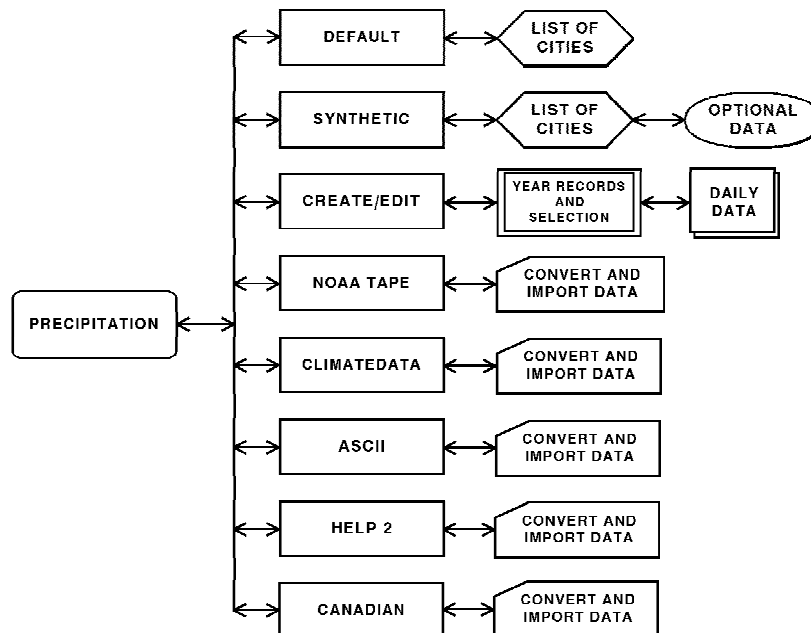 DEFAULT
LIST OF
CITIES
SYNTHETIC
LIST OF
CITIES
OPTIONAL
DATA
CREATE/EDIT
YEAR RECORDS
AND
SELECTION
DAILY
DATA
NOAA TAPE
CONVERT AND
IMPORT DATA
PRECIPITATION
CLIMATEDATA
CONVERT AND
IMPORT DATA
ASCII
CONVERT AND
IMPORT DATA
HELP 2
CONVERT AND
IMPORT DATA
CANADIAN
CONVERT AND
IMPORT DATA